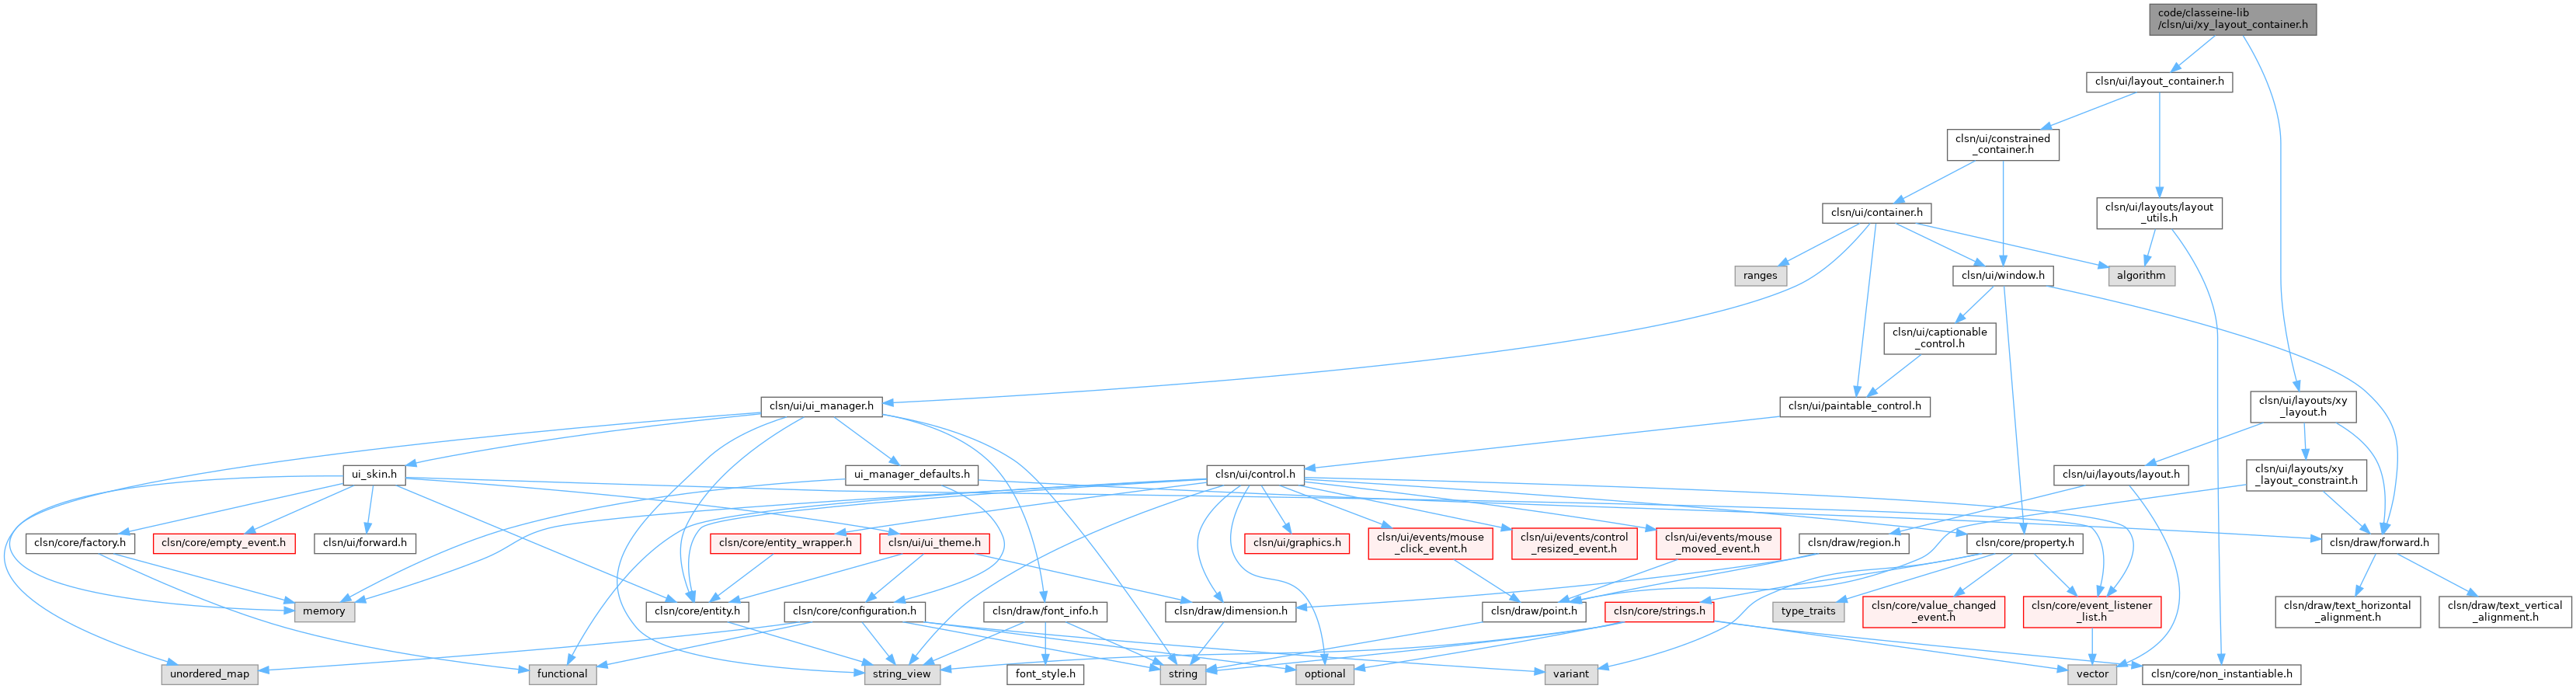 code/classeine-lib
/clsn/ui/xy_layout_container.h
clsn/ui/layout_container.h
clsn/ui/constrained
_container.h
clsn/ui/container.h
clsn/ui/layouts/layout
_utils.h
ranges
clsn/ui/window.h
algorithm
clsn/ui/captionable
_control.h
clsn/ui/ui_manager.h
clsn/ui/paintable_control.h
clsn/ui/layouts/xy
_layout.h
ui_skin.h
ui_manager_defaults.h
clsn/ui/control.h
clsn/ui/layouts/layout.h
clsn/ui/layouts/xy
_layout_constraint.h
clsn/core/factory.h
clsn/core/empty_event.h
clsn/ui/forward.h
clsn/core/entity_wrapper.h
clsn/ui/ui_theme.h
clsn/ui/graphics.h
clsn/ui/events/mouse
_click_event.h
clsn/ui/events/control
_resized_event.h
clsn/ui/events/mouse
_moved_event.h
clsn/draw/region.h
clsn/core/property.h
clsn/draw/forward.h
memory
clsn/core/entity.h
clsn/core/configuration.h
clsn/draw/font_info.h
clsn/draw/dimension.h
clsn/draw/point.h
clsn/core/strings.h
type_traits
clsn/core/value_changed
_event.h
clsn/core/event_listener
_list.h
clsn/draw/text_horizontal
_alignment.h
clsn/draw/text_vertical
_alignment.h
unordered_map
functional
string_view
font_style.h
string
optional
variant
vector
clsn/core/non_instantiable.h